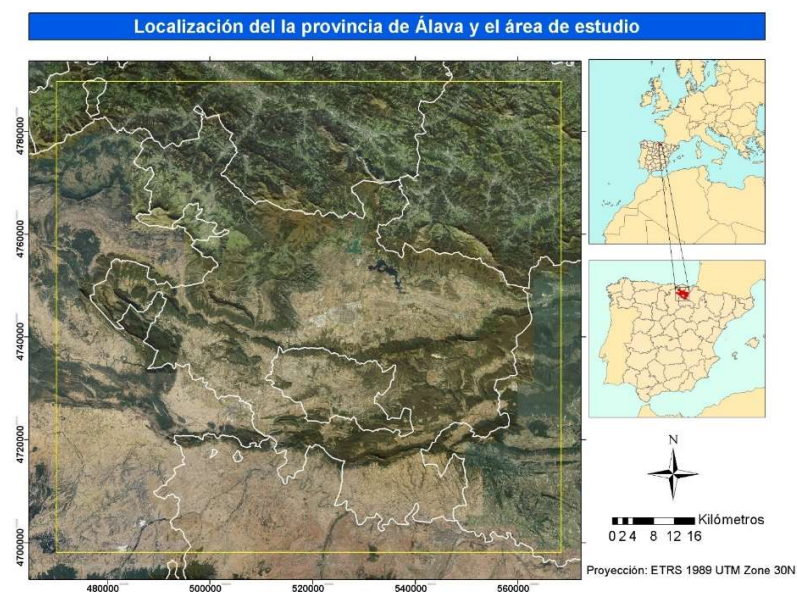 Localización del la provincia de Álava y el área de estudio
4780000
4760000
4740000
4720000
4700000
480000 500000 520000 540000 560000
N
Kilómetros
0 2 4 8 12 16
Proyección: ETRS 1989 UTM Zone 30N